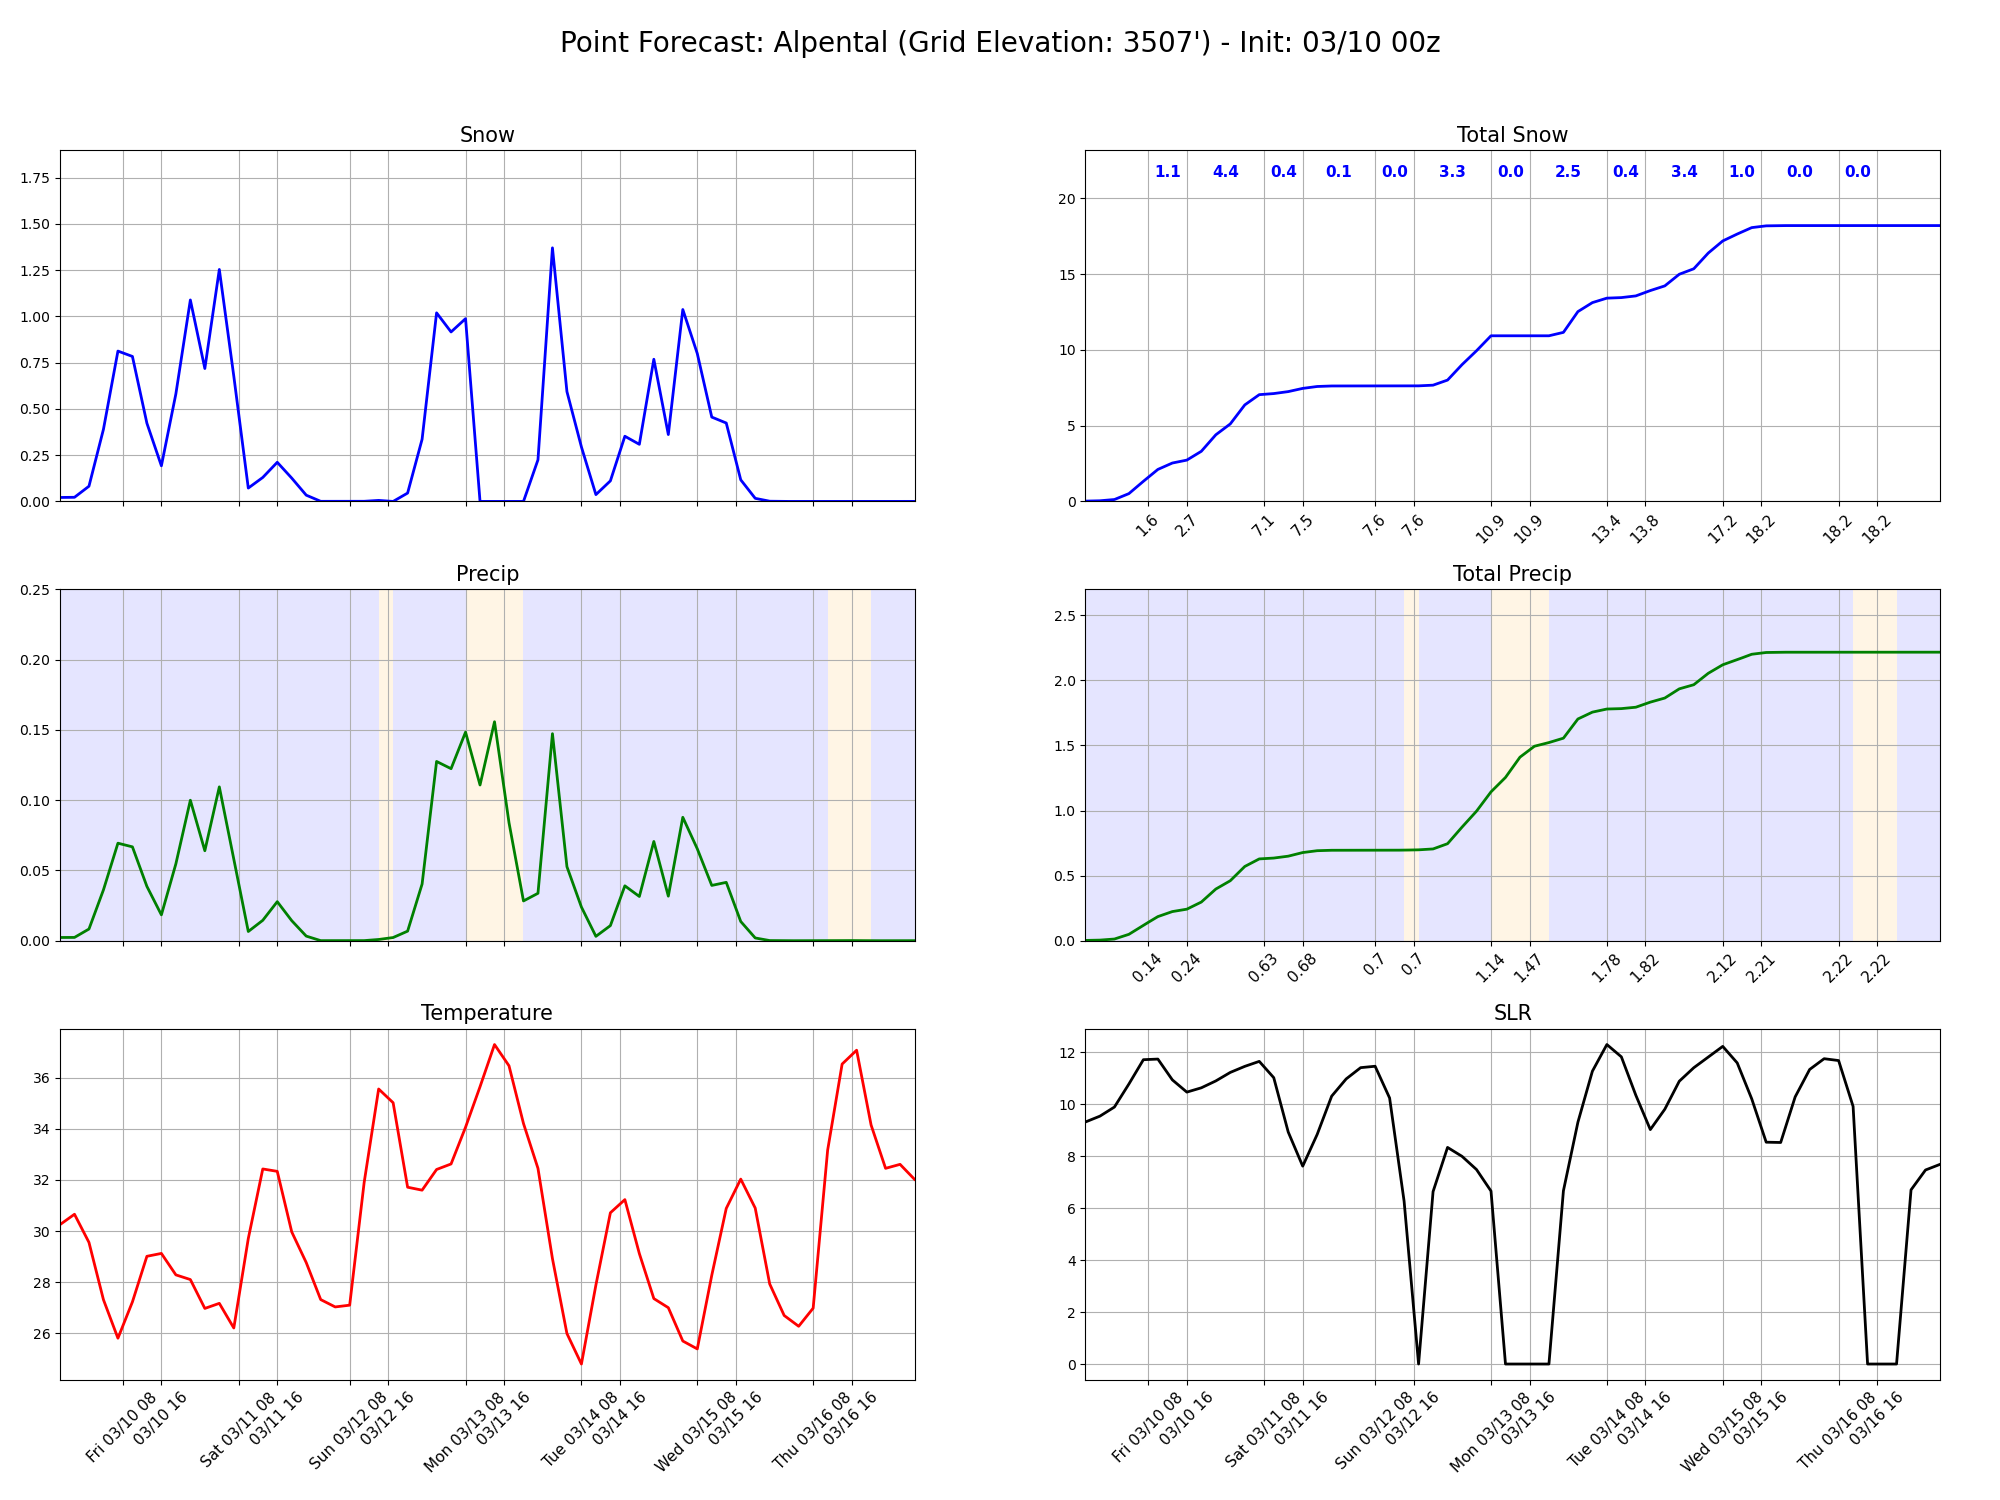 Point Forecast: Alpental (Grid Elevation: 3507') - Init: 03/10 00z
Snow
1.75
1.50
1.25
1.00
0.75
0.50
0.25
0.00
Total Snow
1.1 4.4 0.4 0.1 0.0 3.3 0.0 2.5 0.4 3.4 1.0 0.0 0.0
20
15
10
5
0
1.6 2.7 7.1 7.5 7.6 7.6 10.9 10.9 13.4 13.8 17.2 18.2 18.2 18.2
Precip
0.25
0.20
0.15
0.10
0.05
0.00
Total Precip
2.5
2.0
1.5
1.0
0.5
0.0
0.14 0.24 0.63 0.68 0.7 0.7 1.14 1.47 1.78 1.82 2.12 2.21 2.22 2.22
Temperature
36
34
32
30
28
26
Fri 03/10 08
03/10 16
Sat 03/11 08
03/11 16
Sun 03/12 08
03/12 16
Mon 03/13 08
03/13 16
Tue 03/14 08
03/14 16
Wed 03/15 08
03/15 16
Thu 03/16 08
03/16 16
SLR
12
10
8
6
4
2
0
Fri 03/10 08
03/10 16
Sat 03/11 08
03/11 16
Sun 03/12 08
03/12 16
Mon 03/13 08
03/13 16
Tue 03/14 08
03/14 16
Wed 03/15 08
03/15 16
Thu 03/16 08
03/16 16